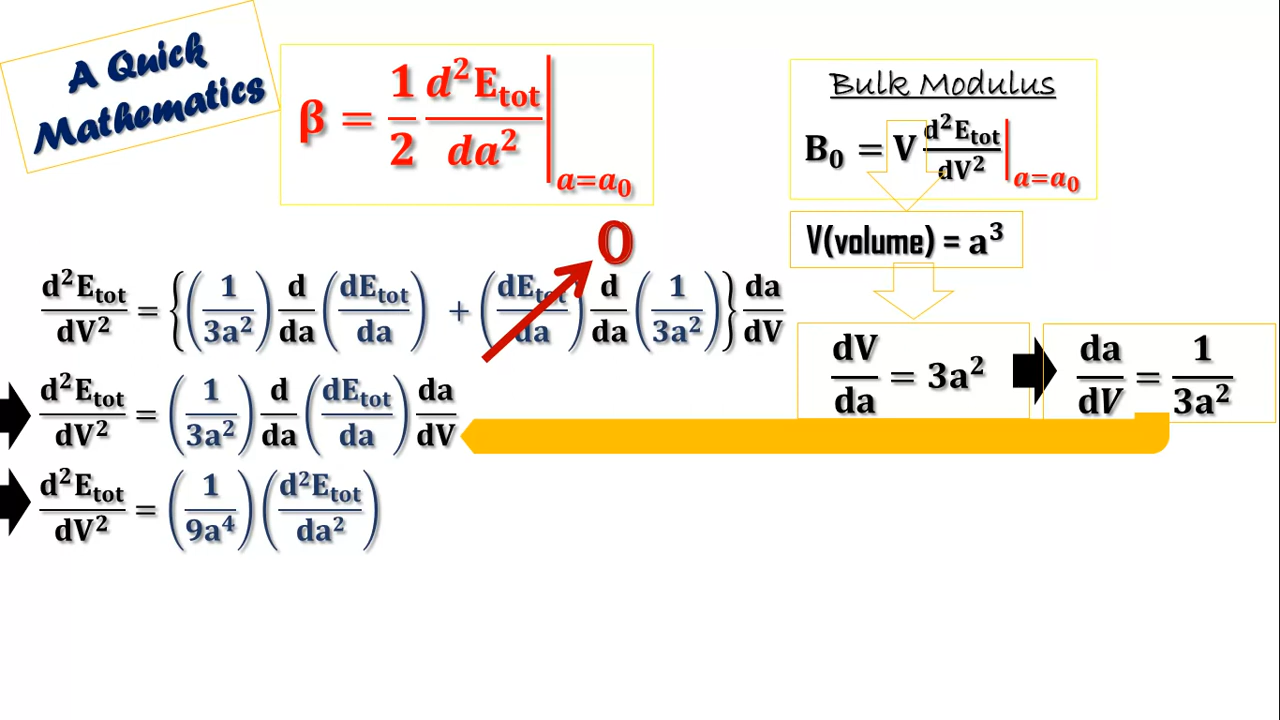 A Quick
Mathematics
β = 1/2 d²E_tot/da² |_{a=a₀}
Bulk Modulus
B₀ = V d²E_tot/dV² |_{a=a₀}
V(volume) = a³
dV/da = 3a²
da/dV = 1/3a²
0
d²E_tot/dV² = {(1/3a²) d/da (dE_tot/da) + (dE_tot/da) d/da (1/3a²)} da/dV
d²E_tot/dV² = (1/3a²) d/da (dE_tot/da) da/dV
d²E_tot/dV² = (1/9a⁴) (d²E_tot/da²)